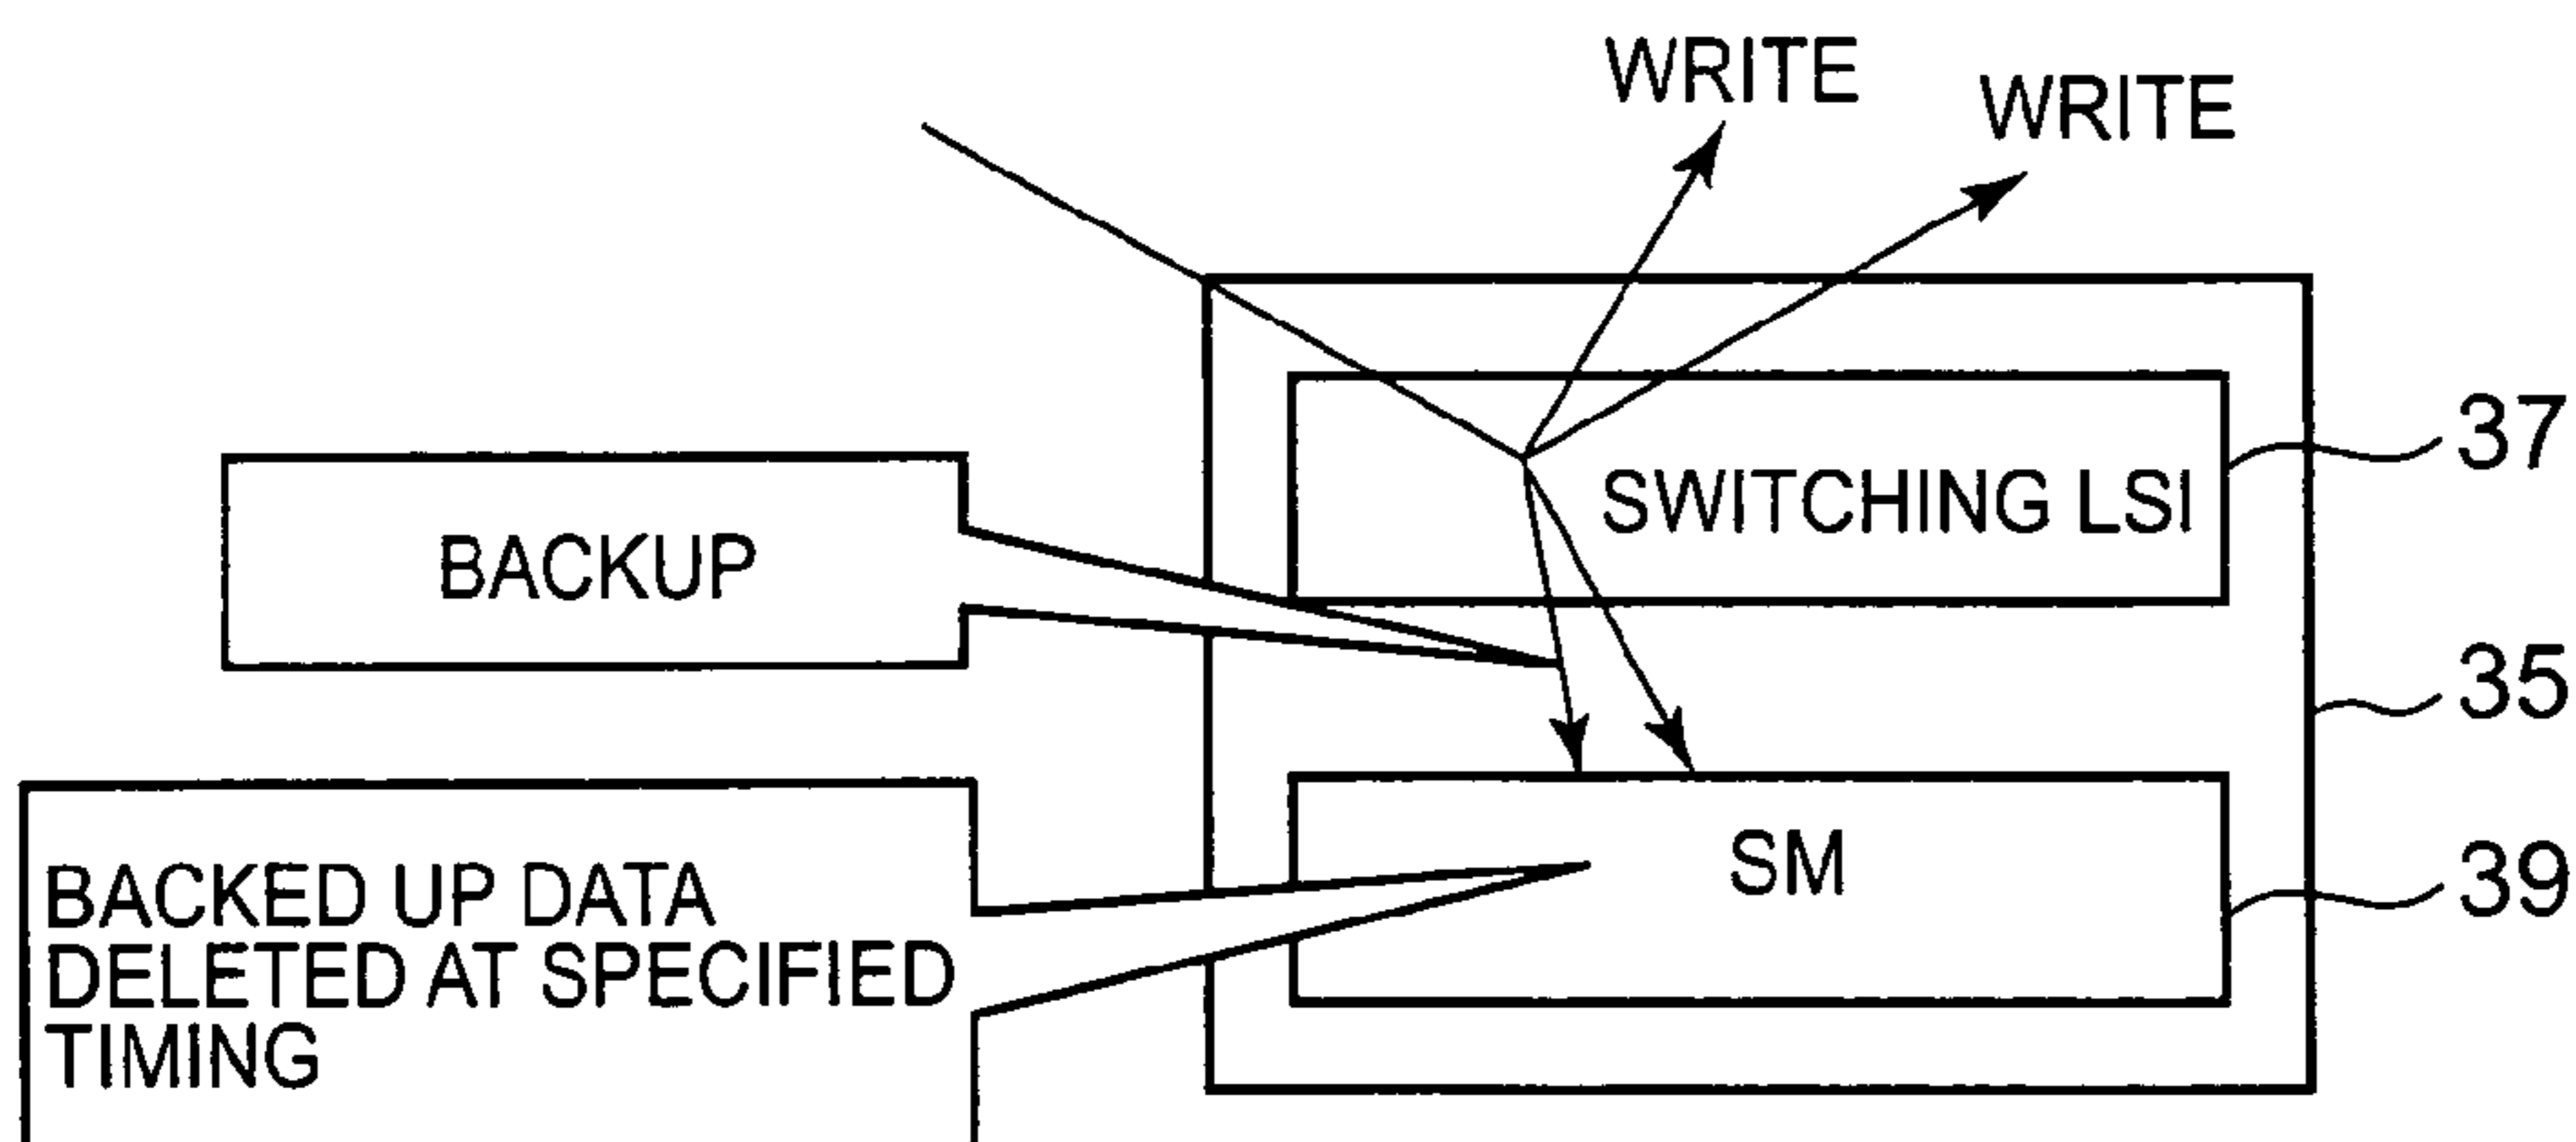 WRITE
WRITE
37
SWITCHING LSI
BACKUP
35
SM
39
BACKED UP DATA
DELETED AT SPECIFIED
TIMING